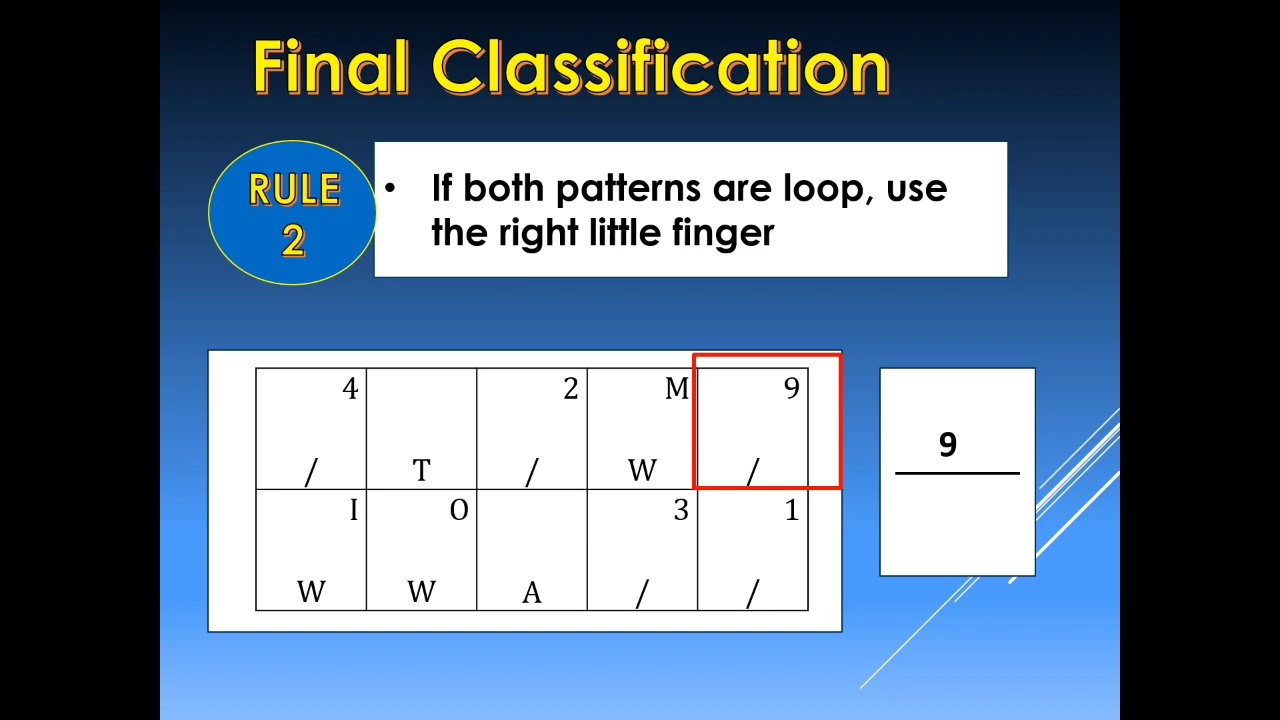 Final Classification
RULE
2
• If both patterns are loop, use
the right little finger
4 2 M 9
/ T / W /
I O 3 1
W W A / /
9